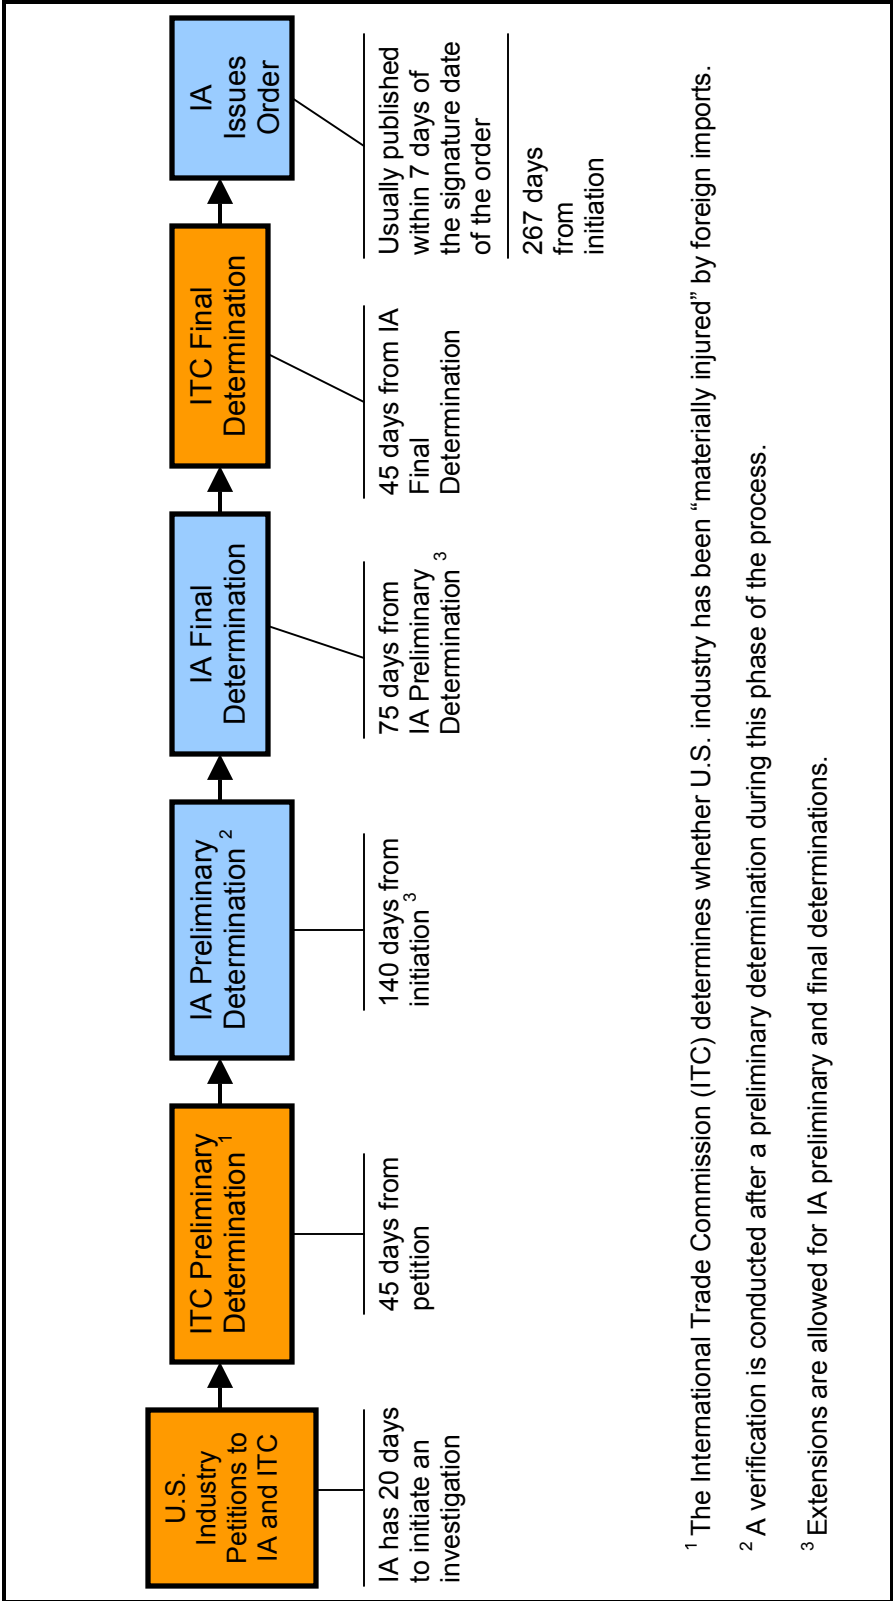 U.S.
Industry
Petitions to
IA and ITC
IA has 20 days
to initiate an
investigation
ITC Preliminary
Determination 1
45 days from
petition
IA Preliminary
Determination 2
140 days from
initiation 3
IA Final
Determination
75 days from
IA Preliminary
Determination 3
ITC Final
Determination
45 days from IA
Final
Determination
IA
Issues
Order
Usually published
within 7 days of
the signature date
of the order
267 days
from
initiation
1 The International Trade Commission (ITC) determines whether U.S. industry has been “materially injured” by foreign imports.
2 A verification is conducted after a preliminary determination during this phase of the process.
3 Extensions are allowed for IA preliminary and final determinations.